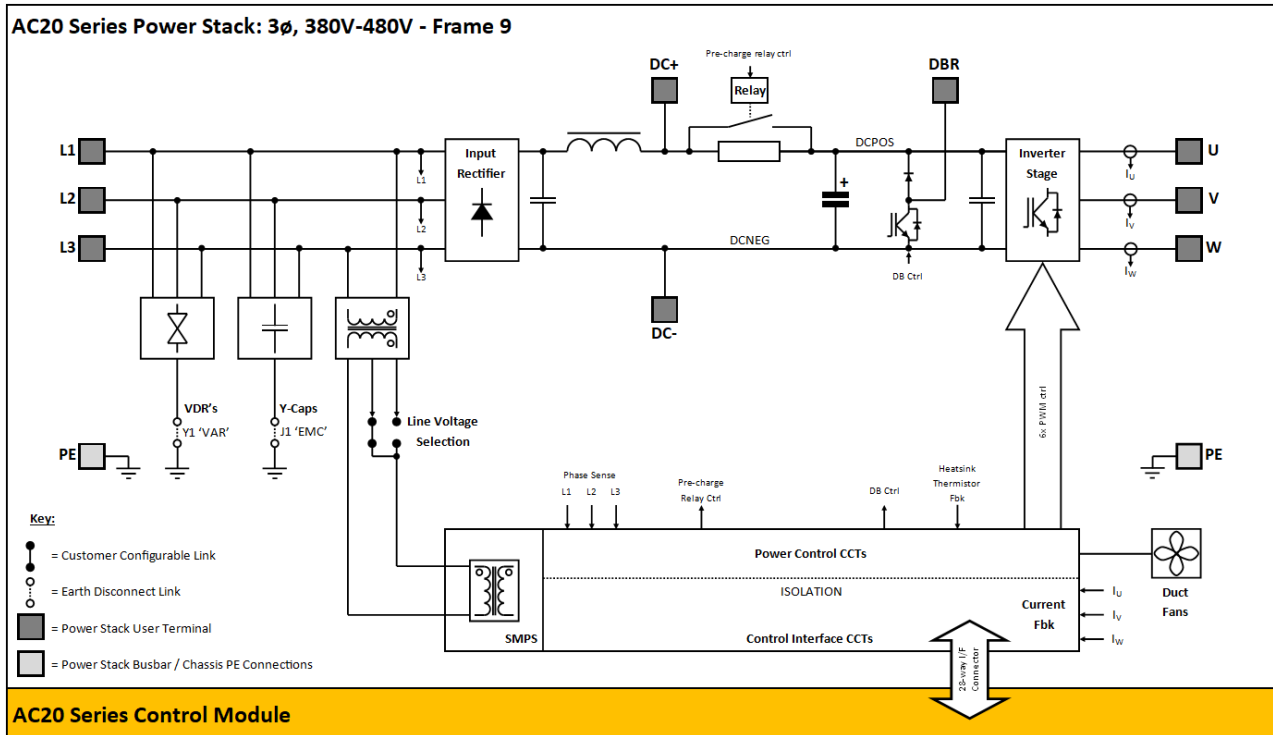 AC20 Series Power Stack: 3ø, 380V-480V - Frame 9
Pre-charge relay ctrl
DC+
DBR
Relay
L1
Input
Rectifier
DCPOS
Inverter
Stage
U
L1
IU
L2
+
V
L2
IV
L3
DCNEG
W
L3
DB Ctrl
IW
DC-
VDR's
Y1 'VAR'
Y-Caps
J1 'EMC'
Line Voltage
Selection
6x PWM ctrl
PE
PE
Phase Sense
L1 L2 L3
Pre-charge
Relay Ctrl
DB Ctrl
Heatsink
Thermistor
Fbk
Key:
= Customer Configurable Link
= Earth Disconnect Link
= Power Stack User Terminal
= Power Stack Busbar / Chassis PE Connections
Power Control CCTs
ISOLATION
SMPS
Control Interface CCTs
Current
Fbk
IU
IV
IW
Duct
Fans
28-way I/F
Connector
AC20 Series Control Module